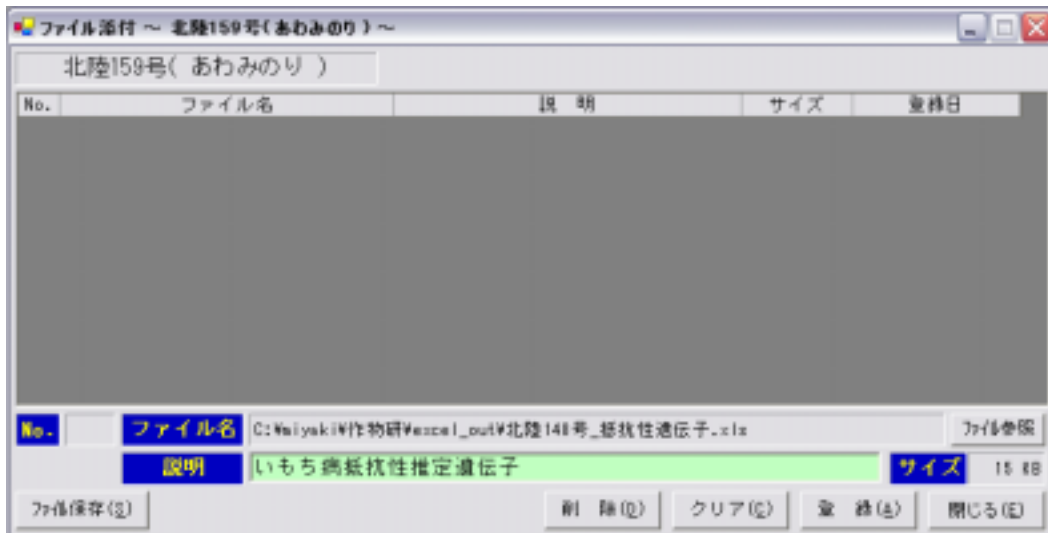 ファイル添付 ～ 北陸159号(あわみのり) ～
北陸159号( あわみのり )
No. ファイル名 説 明 サイズ 登録日
No. ファイル名 C:¥miyaki¥作物研¥excel_out¥北陸148号_抵抗性遺伝子.xls ﾌｧｲﾙ参照
説明 いもち病抵抗性推定遺伝子 サイズ 15 KB
ﾌｧｲﾙ保存(S) 削 除(D) クリア(C) 登 録(A) 閉じる(E)